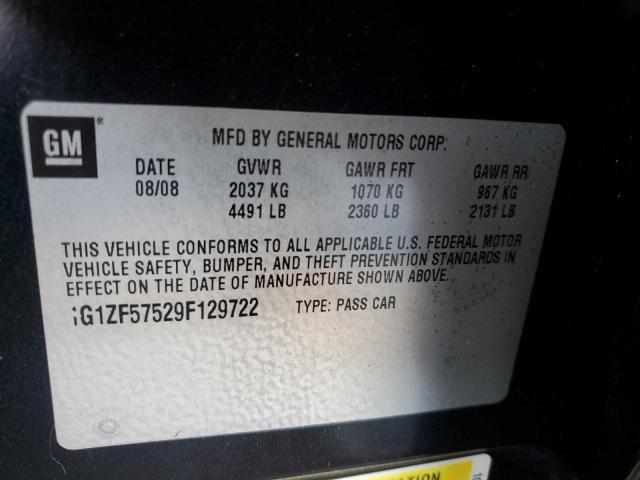 GM ®
MFD BY GENERAL MOTORS CORP.
DATE GVWR GAWR FRT GAWR RR
08/08 2037 KG 1070 KG 967 KG
4491 LB 2360 LB 2131 LB
THIS VEHICLE CONFORMS TO ALL APPLICABLE U.S. FEDERAL MOTOR
VEHICLE SAFETY, BUMPER, AND THEFT PREVENTION STANDARDS IN
EFFECT ON THE DATE OF MANUFACTURE SHOWN ABOVE.
1G1ZF57529F129722 TYPE: PASS CAR